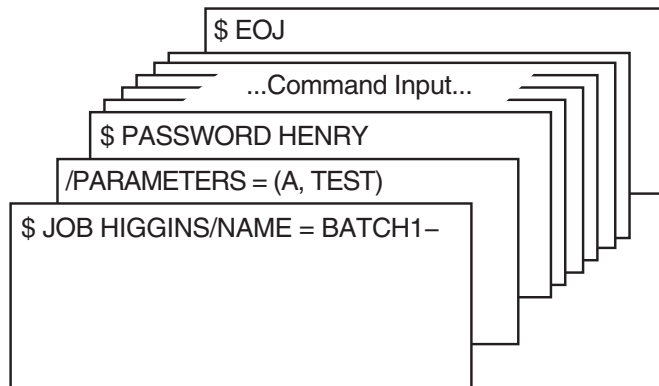 $ EOJ
...Command Input...
$ PASSWORD HENRY
/PARAMETERS = (A, TEST)
$ JOB HIGGINS/NAME = BATCH1–